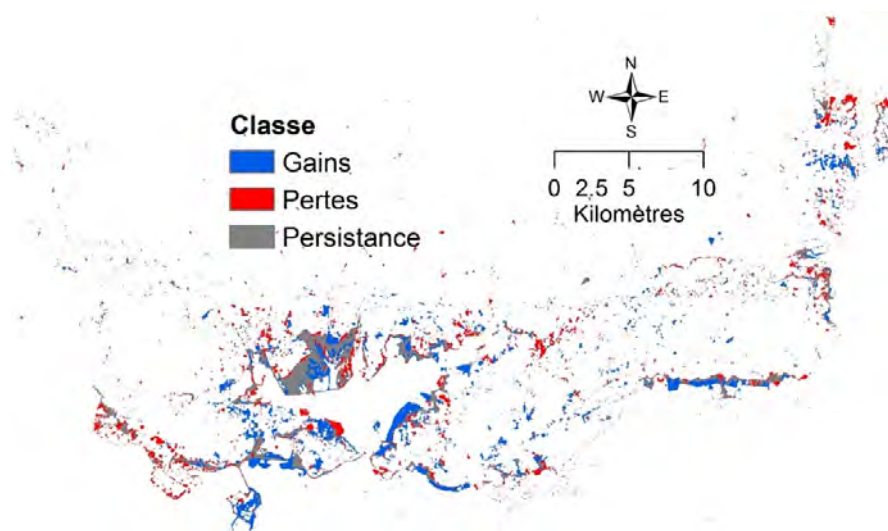 N
W E
S
Classe
Gains
Pertes
Persistance
0 2.5 5 10
Kilomètres